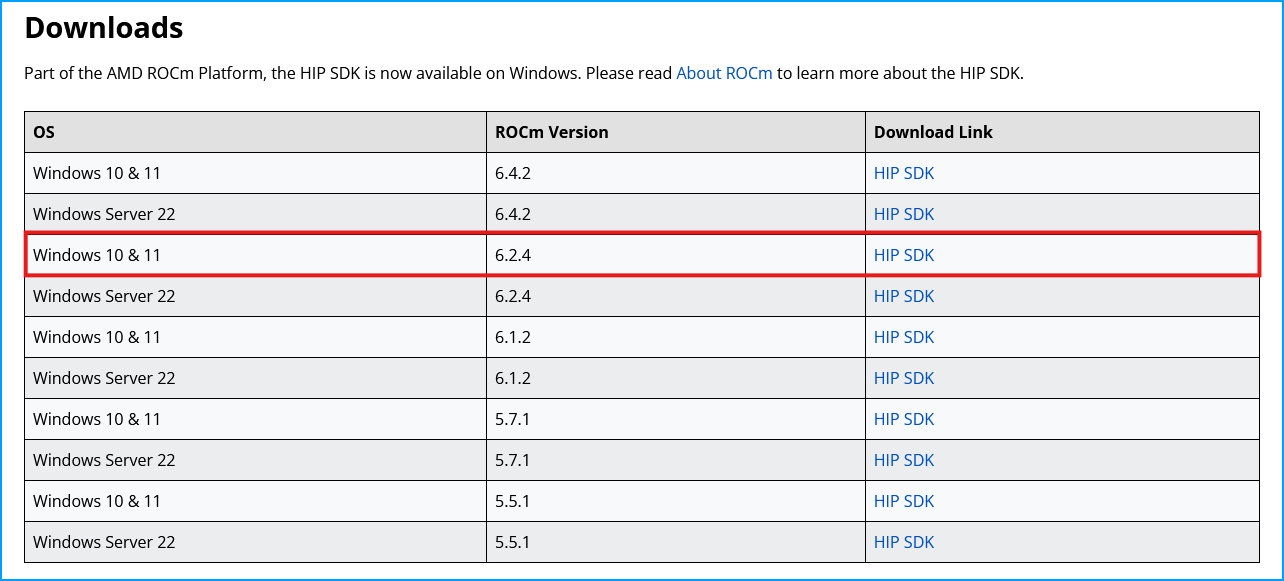 Downloads
Part of the AMD ROCm Platform, the HIP SDK is now available on Windows. Please read About ROCm to learn more about the HIP SDK.
OS ROCm Version Download Link
Windows 10 & 11 6.4.2 HIP SDK
Windows Server 22 6.4.2 HIP SDK
Windows 10 & 11 6.2.4 HIP SDK
Windows Server 22 6.2.4 HIP SDK
Windows 10 & 11 6.1.2 HIP SDK
Windows Server 22 6.1.2 HIP SDK
Windows 10 & 11 5.7.1 HIP SDK
Windows Server 22 5.7.1 HIP SDK
Windows 10 & 11 5.5.1 HIP SDK
Windows Server 22 5.5.1 HIP SDK